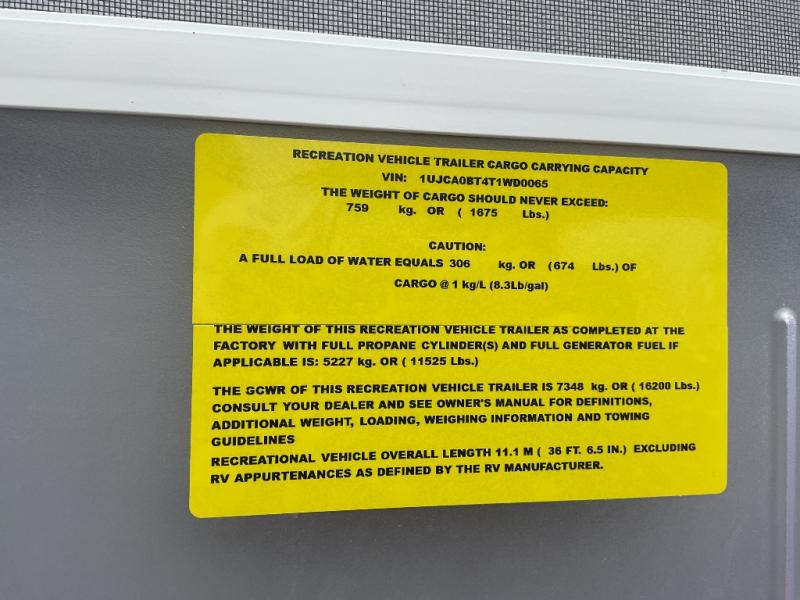 RECREATION VEHICLE TRAILER CARGO CARRYING CAPACITY
VIN: 1UJCA0BT4T1WD0065
THE WEIGHT OF CARGO SHOULD NEVER EXCEED:
759 kg. OR ( 1675 Lbs.)
CAUTION:
A FULL LOAD OF WATER EQUALS 306 kg. OR (674 Lbs.) OF
CARGO @ 1 kg/L (8.3Lb/gal)
THE WEIGHT OF THIS RECREATION VEHICLE TRAILER AS COMPLETED AT THE
FACTORY WITH FULL PROPANE CYLINDER(S) AND FULL GENERATOR FUEL IF
APPLICABLE IS: 5227 kg. OR ( 11525 Lbs.)
THE GCWR OF THIS RECREATION VEHICLE TRAILER IS 7348 kg. OR ( 16200 Lbs.)
CONSULT YOUR DEALER AND SEE OWNER'S MANUAL FOR DEFINITIONS,
ADDITIONAL WEIGHT, LOADING, WEIGHING INFORMATION AND TOWING
GUIDELINES
RECREATIONAL VEHICLE OVERALL LENGTH 11.1 M ( 36 FT. 6.5 IN.) EXCLUDING
RV APPURTENANCES AS DEFINED BY THE RV MANUFACTURER.